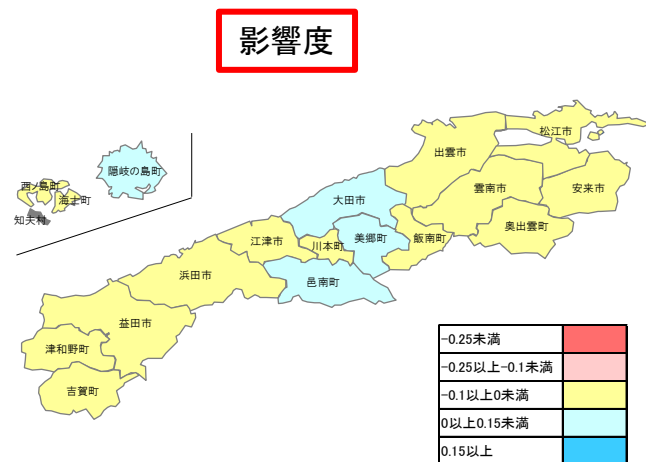 影響度
松江市
出雲市
隠岐の島町
西ノ島町
海士町
安来市
雲南市
大田市
知夫村
奥出雲町
美郷町
飯南町
江津市
川本町
浜田市
邑南町
益田市
津和野町
吉賀町
-0.25未満
-0.25以上-0.1未満
-0.1以上0未満
0以上0.15未満
0.15以上